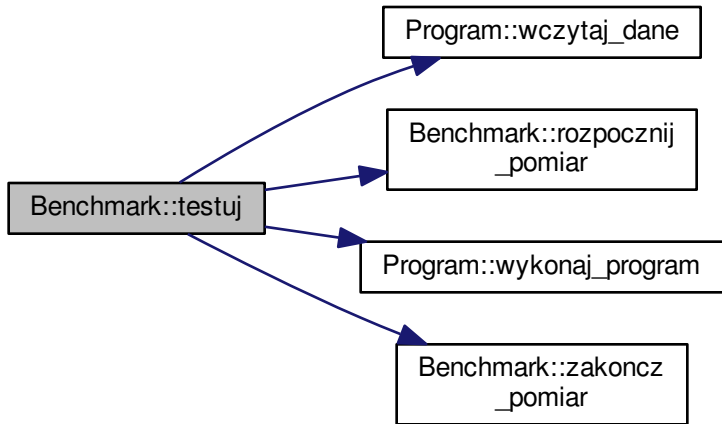 Program::wczytaj_dane
Benchmark::rozpocznij
_pomiar
Benchmark::testuj
Program::wykonaj_program
Benchmark::zakoncz
_pomiar